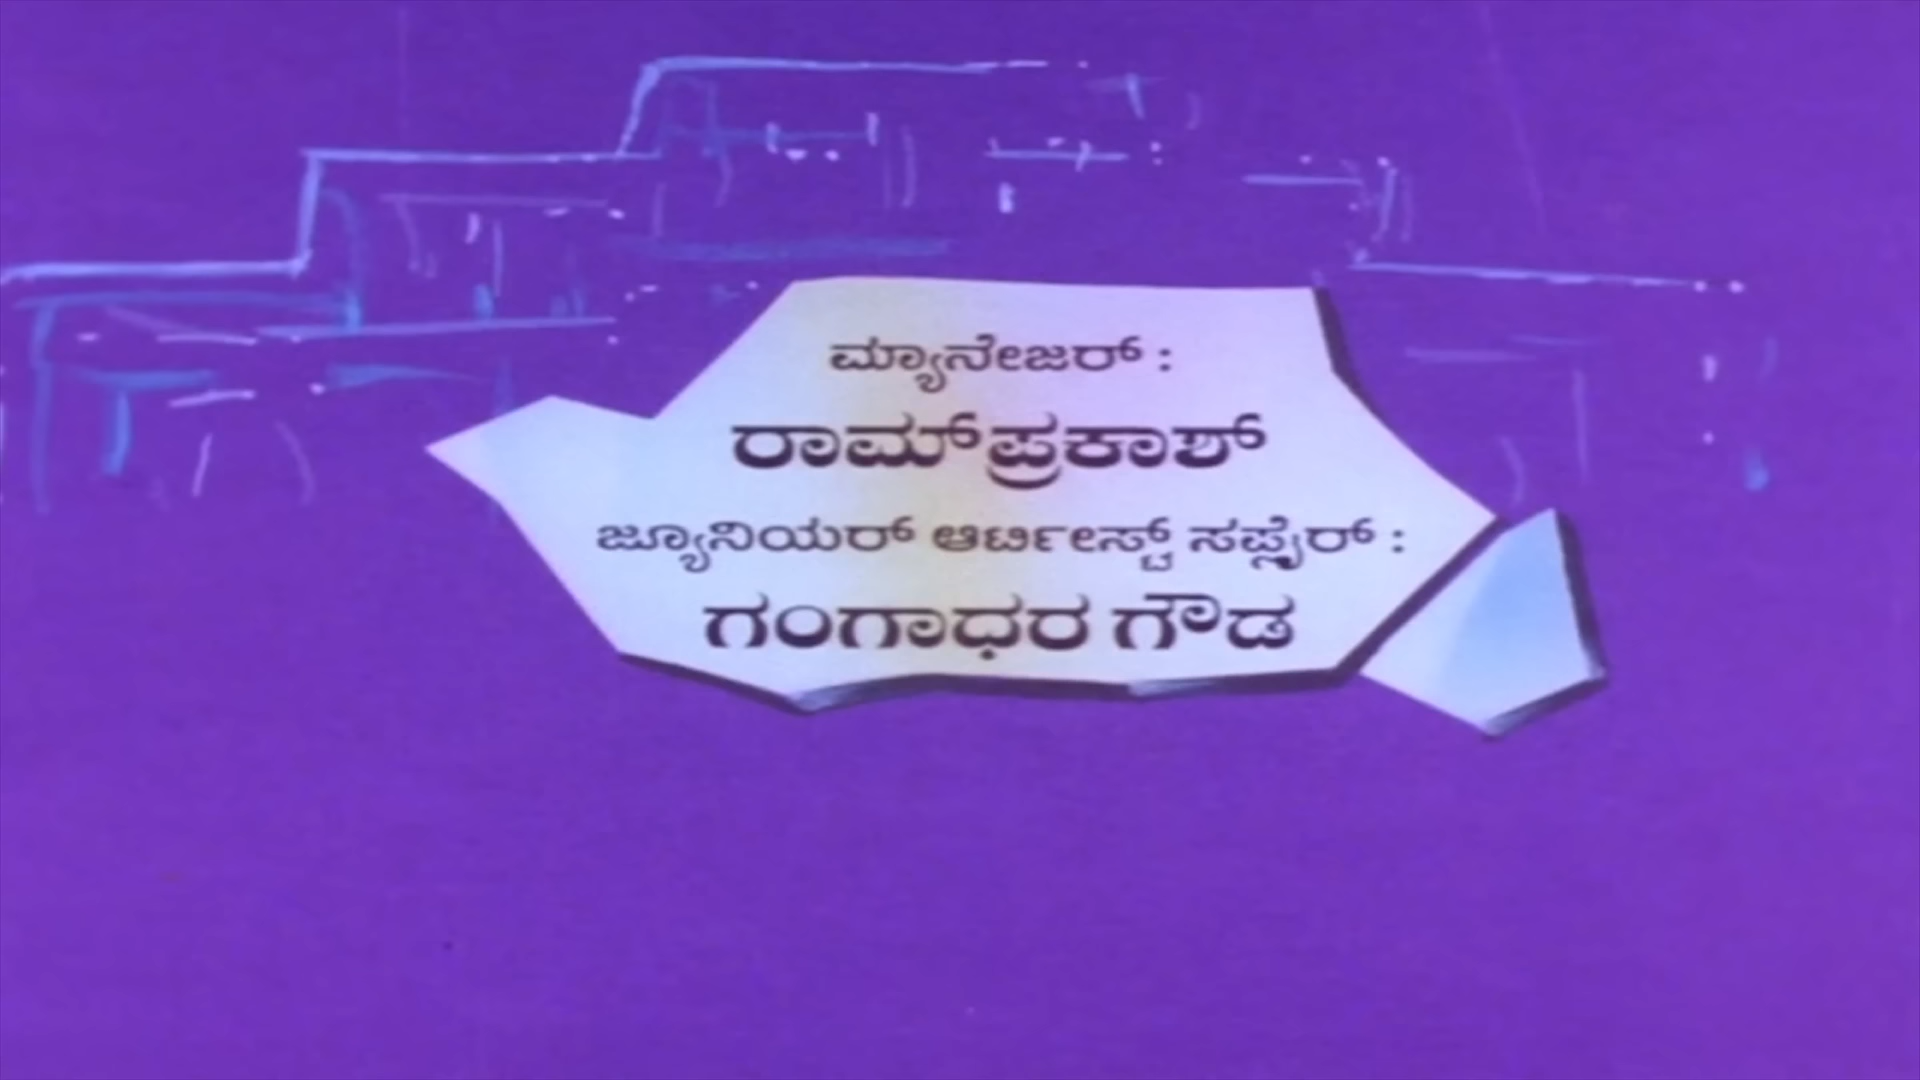 ಮ್ಯಾನೇಜರ್ :
ರಾಮ್‌ಪ್ರಕಾಶ್
ಜ್ಯೂನಿಯರ್ ಆರ್ಟೀಸ್ಟ್ ಸಪ್ಲೈರ್ :
ಗಂಗಾಧರ ಗೌಡ